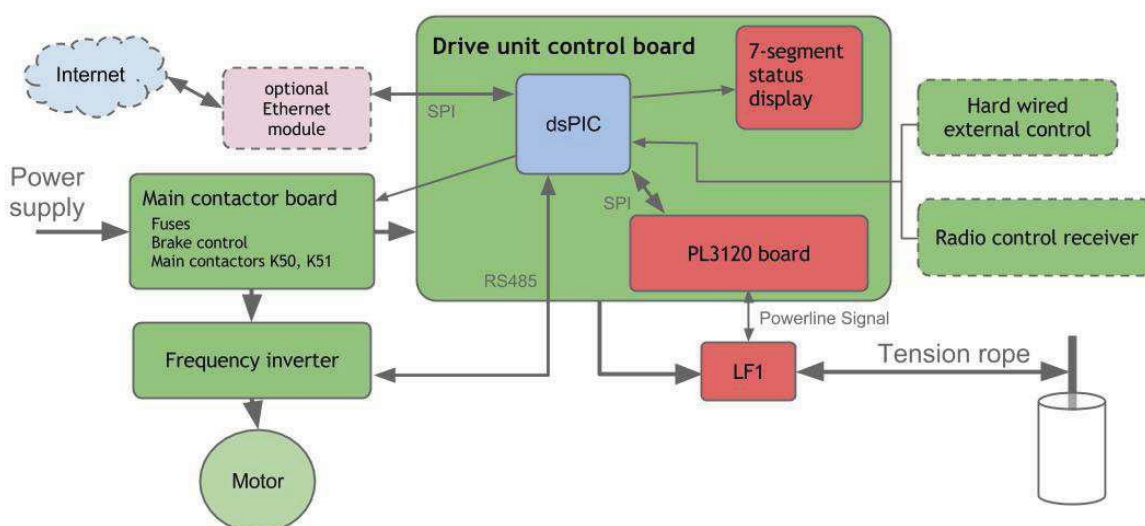 Drive unit control board
7-segment
status
display
Internet
optional
Ethernet
module
SPI
dsPIC
Hard wired
external control
Power
supply
Main contactor board
Fuses
Brake control
Main contactors K50, K51
SPI
PL3120 board
Radio control receiver
RS485
Powerline Signal
Frequency inverter
LF1
Tension rope
Motor